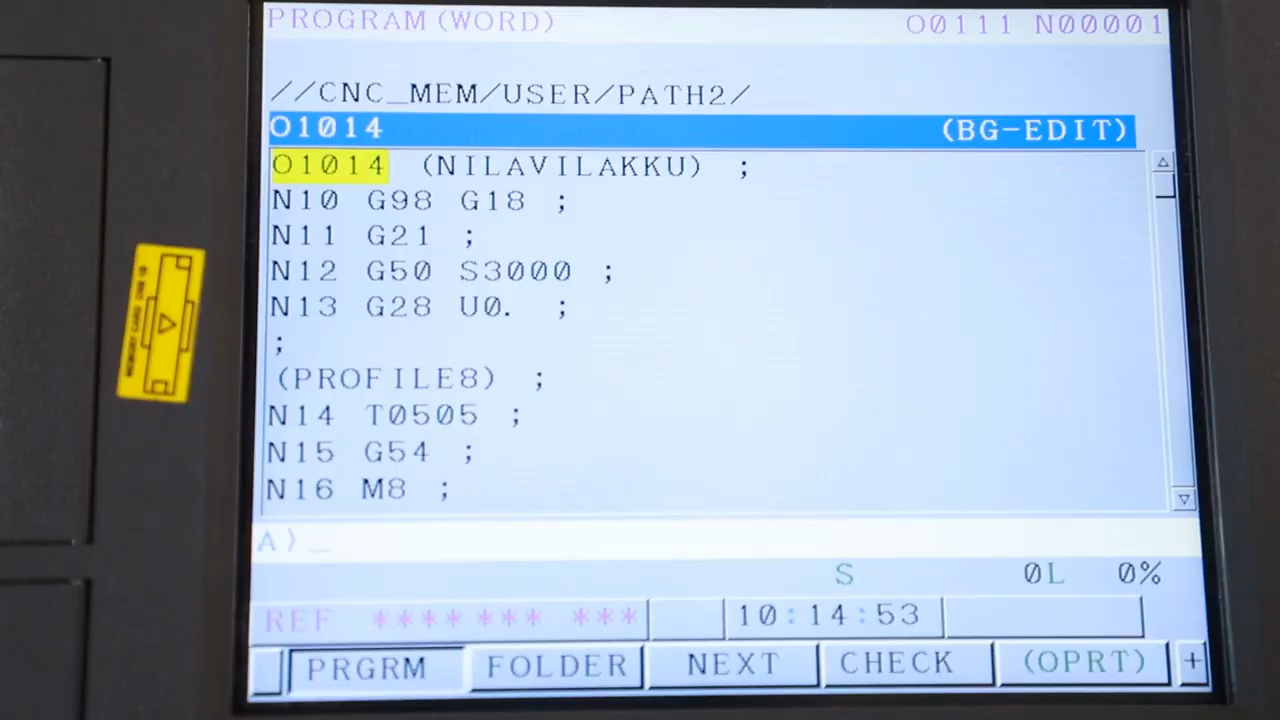 PROGRAM(WORD) O0111 N00001
//CNC_MEM/USER/PATH2/
O1014 (BG-EDIT)
O1014 (NILAVILAKKU) ;
N10 G98 G18 ;
N11 G21 ;
N12 G50 S3000 ;
N13 G28 U0. ;
;
(PROFILE8) ;
N14 T0505 ;
N15 G54 ;
N16 M8 ;
A)_
S 0L 0%
REF **** *** *** 10:14:53
PRGRM FOLDER NEXT CHECK (OPRT) +
MEMORY CARD